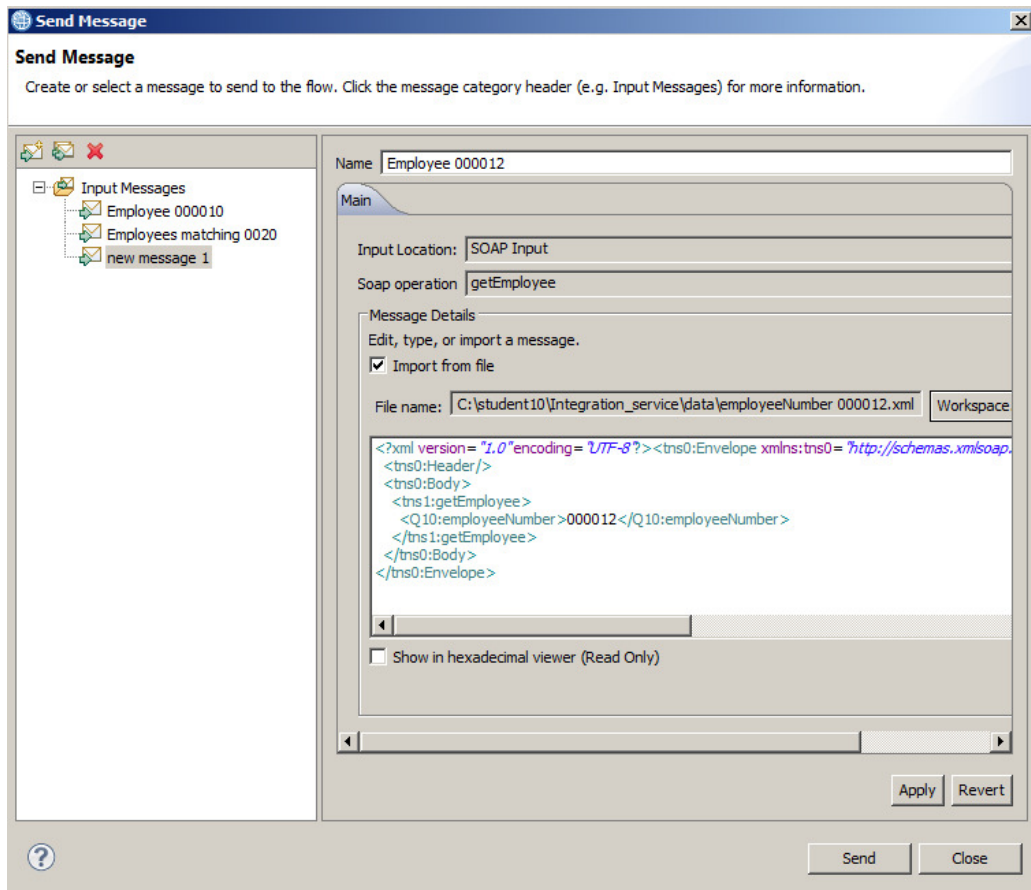 Send Message
Send Message
Create or select a message to send to the flow. Click the message category header (e.g. Input Messages) for more information.
Input Messages
Employee 000010
Employees matching 0020
new message 1
Name Employee 000012
Main
Input Location: SOAP Input
Soap operation getEmployee
Message Details
Edit, type, or import a message.
Import from file
File name: C:\student10\Integration_service\data\employeeNumber 000012.xml Workspace
<?xml version="1.0"encoding="UTF-8"?><tns0:Envelope xmlns:tns0="http://schemas.xmlsoap.
<tns0:Header/>
<tns0:Body>
<tns1:getEmployee>
<Q10:employeeNumber>000012</Q10:employeeNumber>
</tns1:getEmployee>
</tns0:Body>
</tns0:Envelope>
Show in hexadecimal viewer (Read Only)
Apply Revert
? Send Close